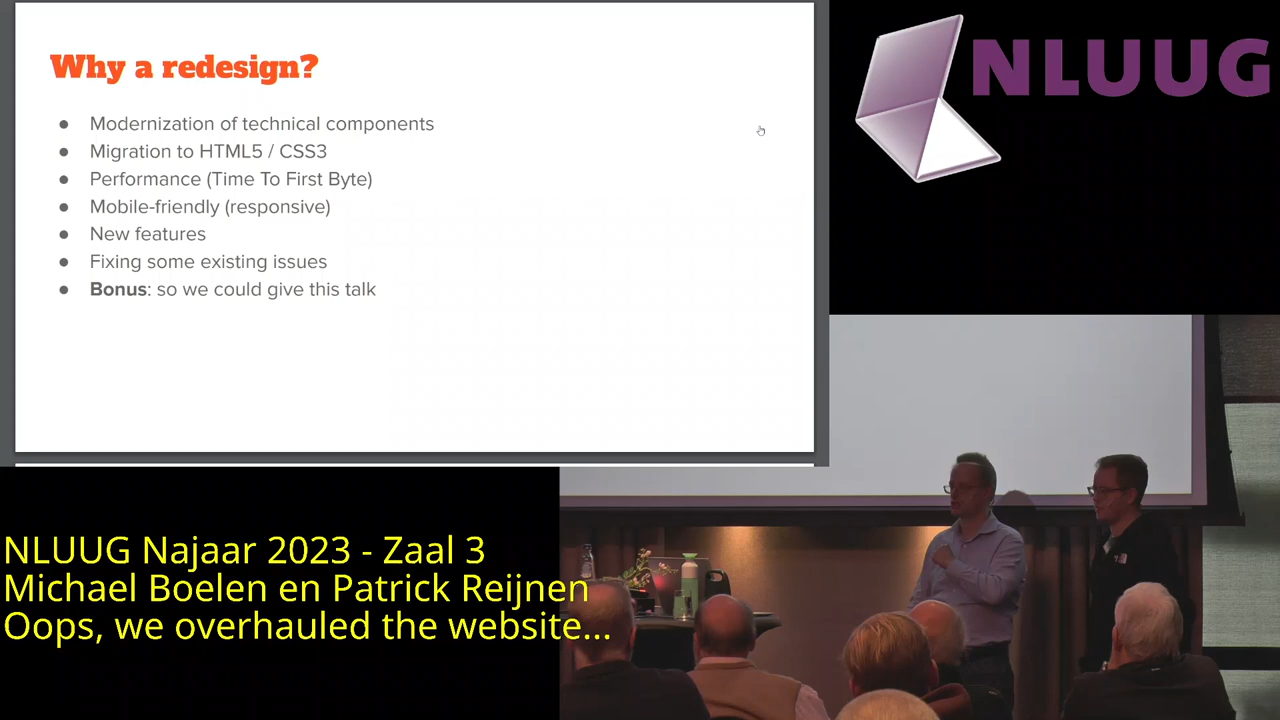 Why a redesign?
● Modernization of technical components
● Migration to HTML5 / CSS3
● Performance (Time To First Byte)
● Mobile-friendly (responsive)
● New features
● Fixing some existing issues
● Bonus: so we could give this talk
NLUUG
NLUUG Najaar 2023 - Zaal 3
Michael Boelen en Patrick Reijnen
Oops, we overhauled the website...